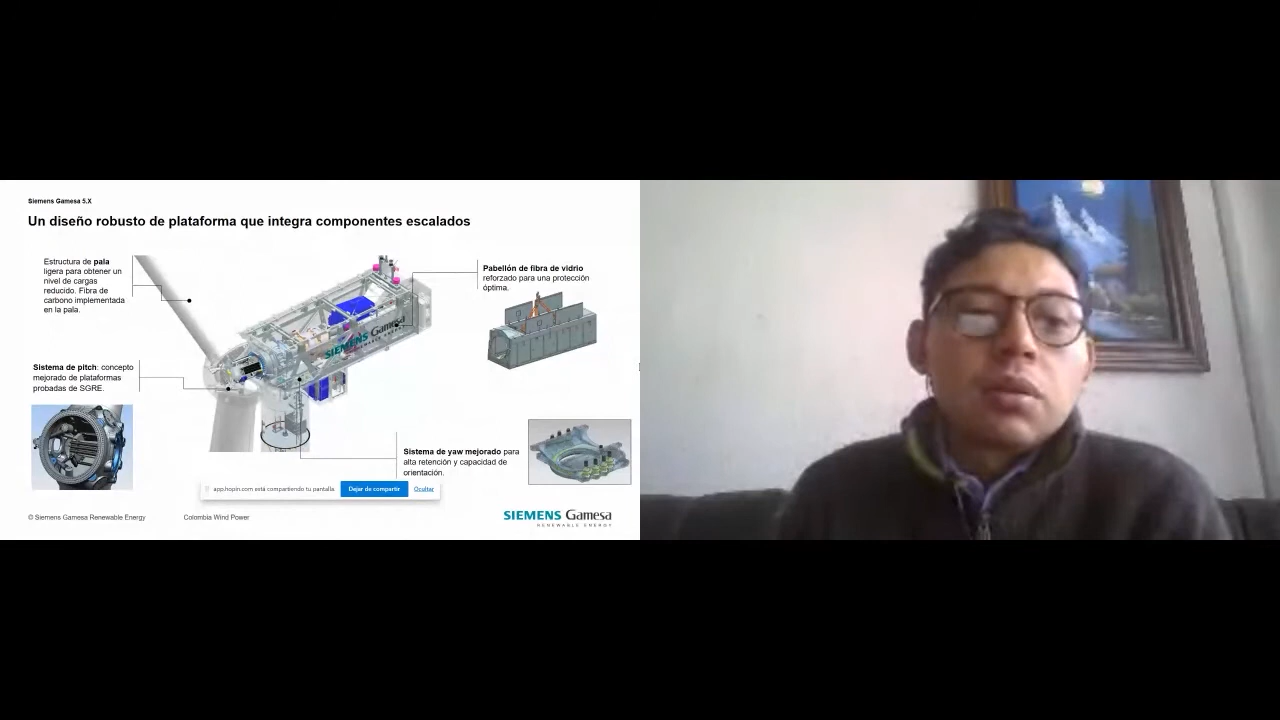 Siemens Gamesa 5.X
Un diseño robusto de plataforma que integra componentes escalados
Estructura de pala
ligera para obtener un
nivel de cargas
reducido. Fibra de
carbono implementada
en la pala.
Pabellón de fibra de vidrio
reforzado para una protección
óptima.
SIEMENS Gamesa
RENEWABLE ENERGY
Sistema de pitch: concepto
mejorado de plataformas
probadas de SGRE.
Sistema de yaw mejorado para
alta retención y capacidad de
orientación.
app.hopin.com está compartiendo tu pantalla.
Dejar de compartir
Ocultar
© Siemens Gamesa Renewable Energy
Colombia Wind Power
SIEMENS Gamesa
RENEWABLE ENERGY